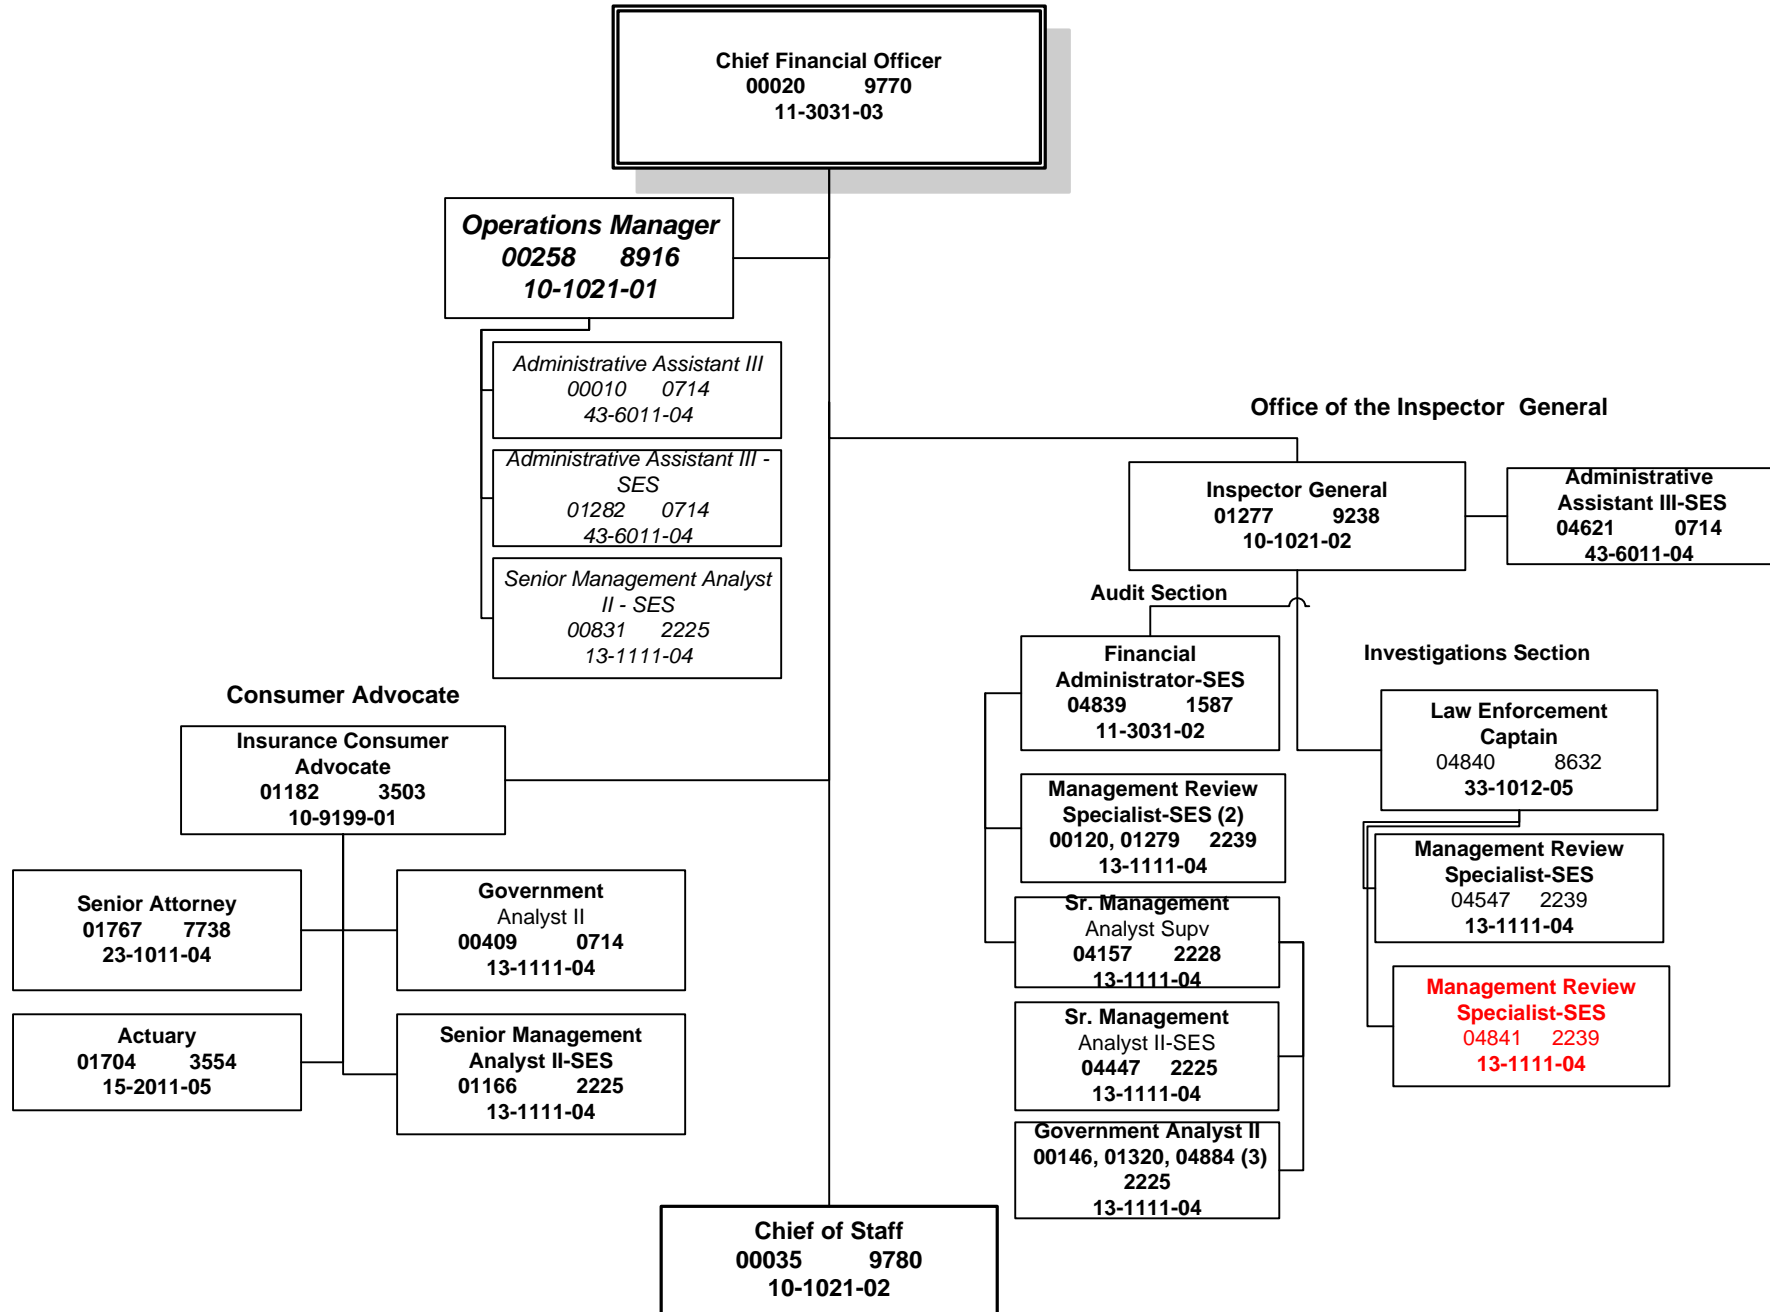 Chief Financial Officer
00020 9770
11-3031-03
Operations Manager
00258 8916
10-1021-01
Administrative Assistant III
00010 0714
43-6011-04
Administrative Assistant III -
SES
01282 0714
43-6011-04
Senior Management Analyst
II - SES
00831 2225
13-1111-04
Office of the Inspector General
Inspector General
01277 9238
10-1021-02
Administrative
Assistant III-SES
04621 0714
43-6011-04
Audit Section
Financial
Administrator-SES
04839 1587
11-3031-02
Management Review
Specialist-SES (2)
00120, 01279 2239
13-1111-04
Sr. Management
Analyst Supv
04157 2228
13-1111-04
Sr. Management
Analyst II-SES
04447 2225
13-1111-04
Government Analyst II
00146, 01320, 04884 (3)
2225
13-1111-04
Investigations Section
Law Enforcement
Captain
04840 8632
33-1012-05
Management Review
Specialist-SES
04547 2239
13-1111-04
Management Review
Specialist-SES
04841 2239
13-1111-04
Consumer Advocate
Insurance Consumer
Advocate
01182 3503
10-9199-01
Senior Attorney
01767 7738
23-1011-04
Government
Analyst II
00409 0714
13-1111-04
Actuary
01704 3554
15-2011-05
Senior Management
Analyst II-SES
01166 2225
13-1111-04
Chief of Staff
00035 9780
10-1021-02